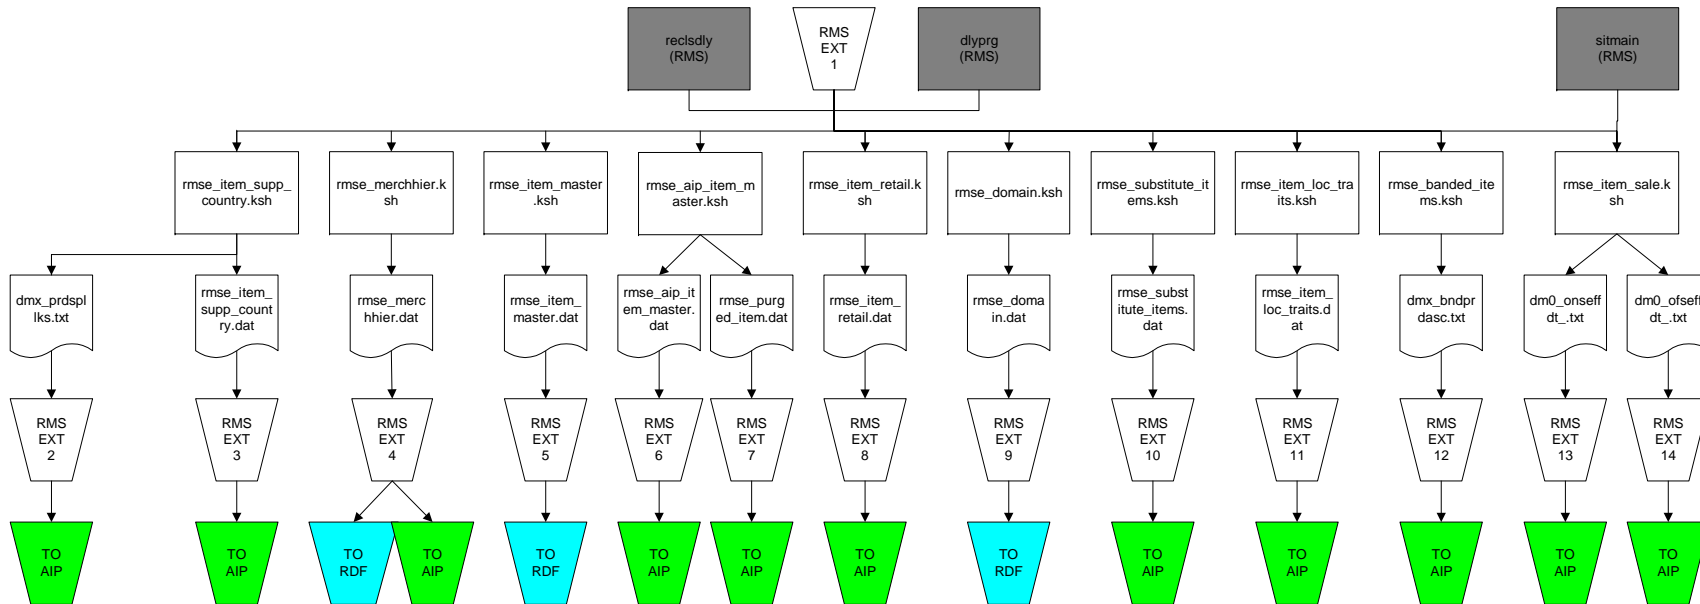 reclsdly
(RMS)
RMS
EXT
1
dlyprg
(RMS)
sitmain
(RMS)
rmse_item_supp_
country.ksh
rmse_merchhier.k
sh
rmse_item_master
.ksh
rmse_aip_item_m
aster.ksh
rmse_item_retail.k
sh
rmse_domain.ksh
rmse_substitute_it
ems.ksh
rmse_item_loc_tra
its.ksh
rmse_banded_ite
ms.ksh
rmse_item_sale.k
sh
dmx_prdspl
lks.txt
rmse_item_
supp_count
ry.dat
rmse_merc
hhier.dat
rmse_item_
master.dat
rmse_aip_it
em_master.
dat
rmse_purg
ed_item.dat
rmse_item_
retail.dat
rmse_doma
in.dat
rmse_subst
itute_items.
dat
rmse_item_
loc_traits.d
at
dmx_bndpr
dasc.txt
dm0_onseff
dt_.txt
dm0_ofseff
dt_.txt
RMS
EXT
2
RMS
EXT
3
RMS
EXT
4
RMS
EXT
5
RMS
EXT
6
RMS
EXT
7
RMS
EXT
8
RMS
EXT
9
RMS
EXT
10
RMS
EXT
11
RMS
EXT
12
RMS
EXT
13
RMS
EXT
14
TO
AIP
TO
AIP
TO
RDF
TO
AIP
TO
RDF
TO
AIP
TO
AIP
TO
AIP
TO
RDF
TO
AIP
TO
AIP
TO
AIP
TO
AIP
TO
AIP